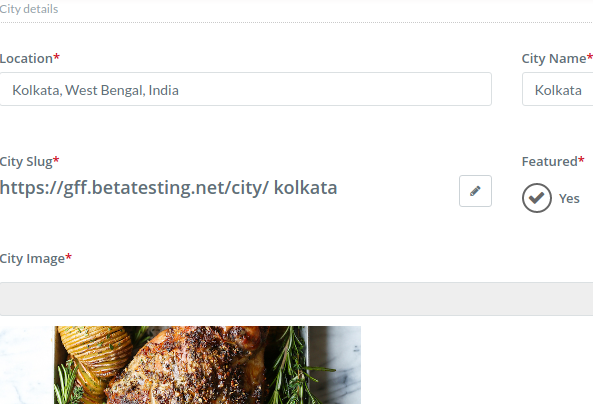 City details
Location*
City Name*
Kolkata, West Bengal, India
Kolkata
City Slug*
Featured*
https://gff.betatesting.net/city/ kolkata
Yes
City Image*